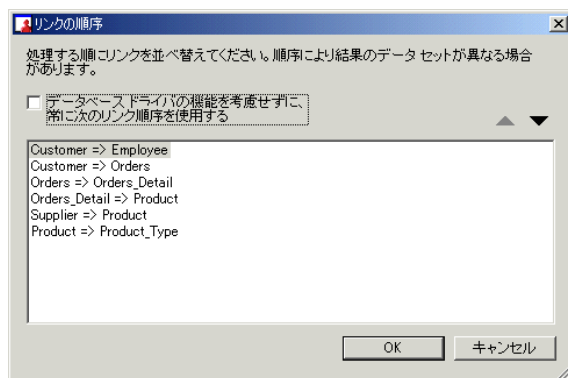 リンクの順序
処理する順にリンクを並べ替えてください。順序により結果のデータ セットが異なる場合
があります。
データベース ドライバの機能を考慮せずに、
常に次のリンク順序を使用する
Customer => Employee
Customer => Orders
Orders => Orders_Detail
Orders_Detail => Product
Supplier => Product
Product => Product_Type
OK
キャンセル